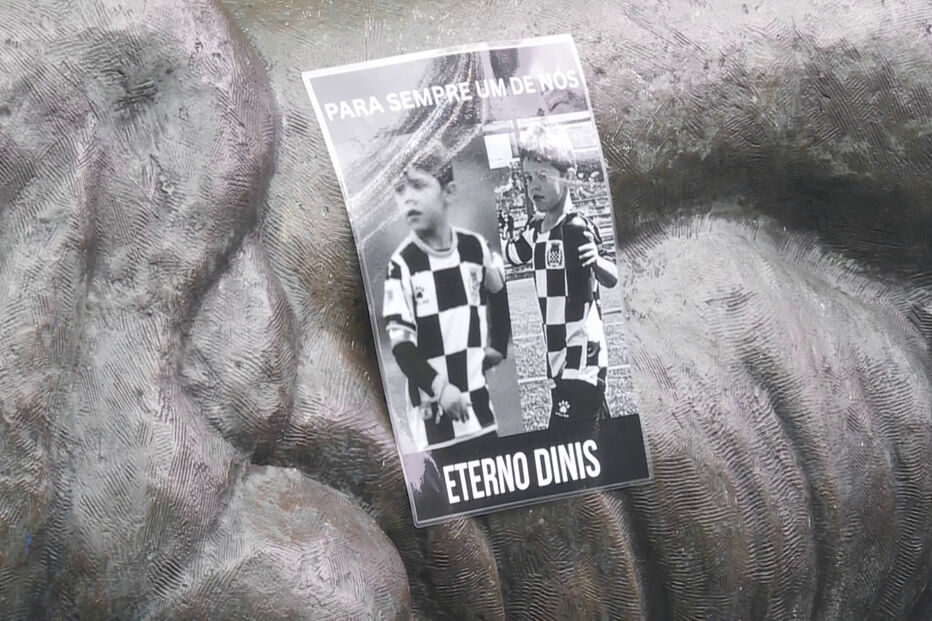 PARA SEMPRE UM DE NÓS
ETERNO DINIS